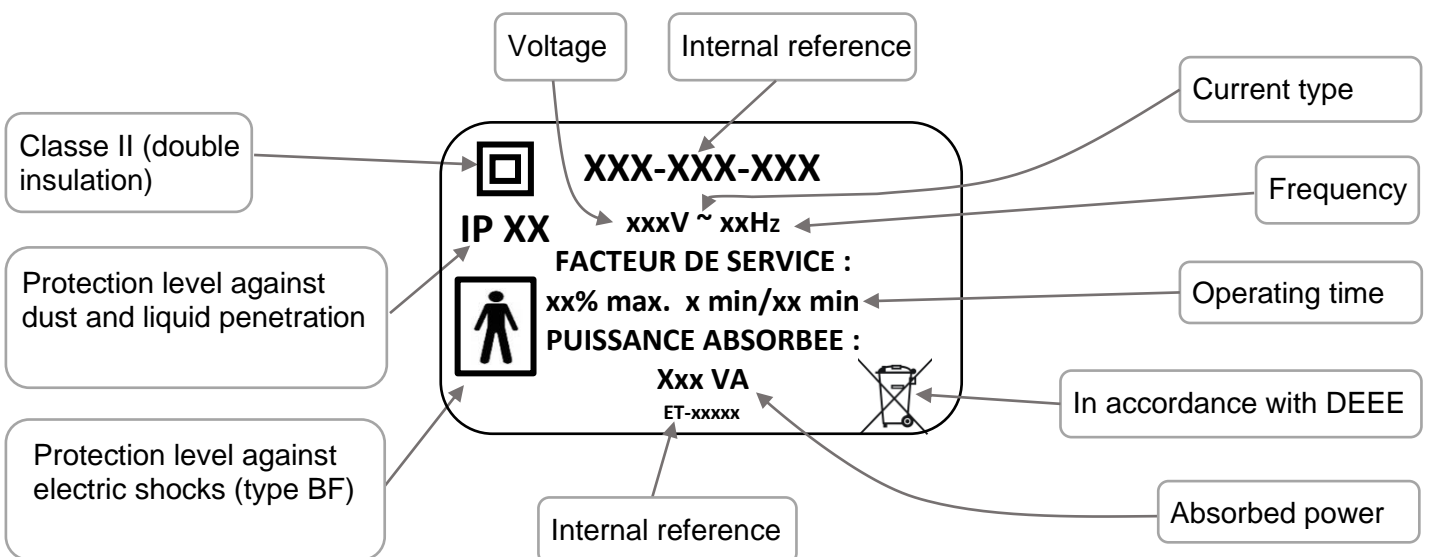 Voltage
Internal reference
Current type
Classe II (double
insulation)
XXX-XXX-XXX
Frequency
IP XX
xxxV ~ xxHz
FACTEUR DE SERVICE :
Protection level against
dust and liquid penetration
xx% max. x min/xx min
Operating time
PUISSANCE ABSORBEE :
Xxx VA
In accordance with DEEE
ET-xxxxx
Protection level against
electric shocks (type BF)
Internal reference
Absorbed power